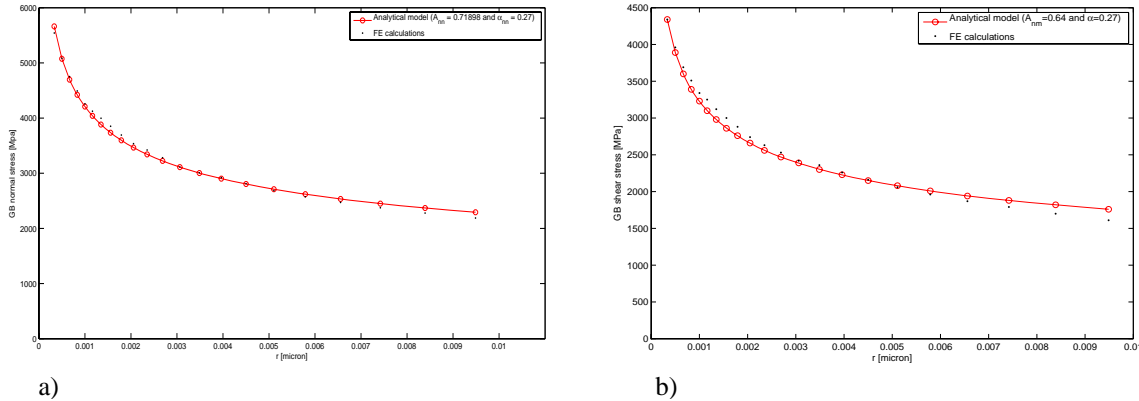 Analytical model (A_nn = 0.71898 and α_nn = 0.27)
FE calculations
GB normal stress [Mpa]
6000
5000
4000
3000
2000
1000
0
0 0.001 0.002 0.003 0.004 0.005 0.006 0.007 0.008 0.009 0.01
r [micron]
a)
Analytical model (A_nm=0.64 and α=0.27)
FE calculations
GB shear stress [MPa]
4500
4000
3500
3000
2500
2000
1500
1000
500
0
0 0.001 0.002 0.003 0.004 0.005 0.006 0.007 0.008 0.009 0.01
r [micron]
b)